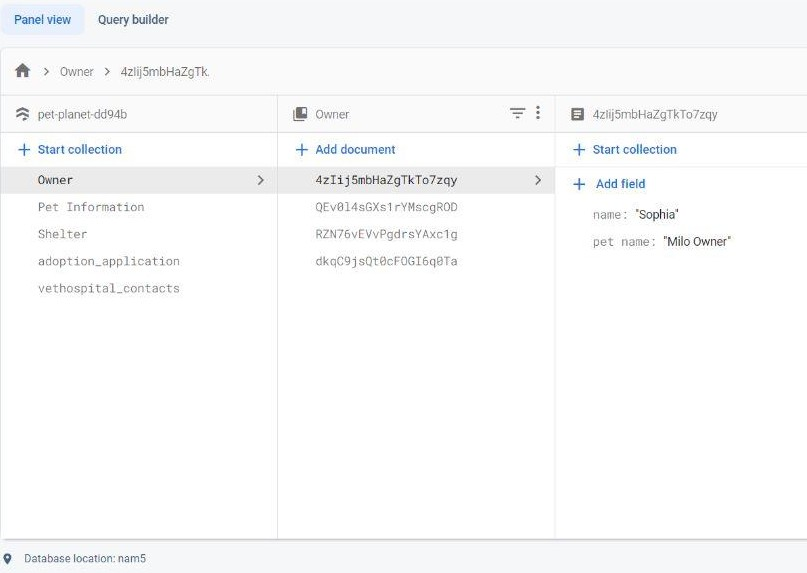 Panel view Query builder
Owner 4zIij5mbHaZgTk.
pet-planet-dd94b
Start collection
Owner
Pet Information
Shelter
adoption_application
vethospital_contacts
Owner
Add document
4zIij5mbHaZgTkTo7zqy
QEv0l4sGXs1rYMscgROD
RZN76vEVvPgdrsYAxc1g
dkqC9jsQt0cFOGI6q0Ta
4zIij5mbHaZgTkTo7zqy
Start collection
Add field
name: "Sophia"
pet name: "Milo Owner"
Database location: nam5